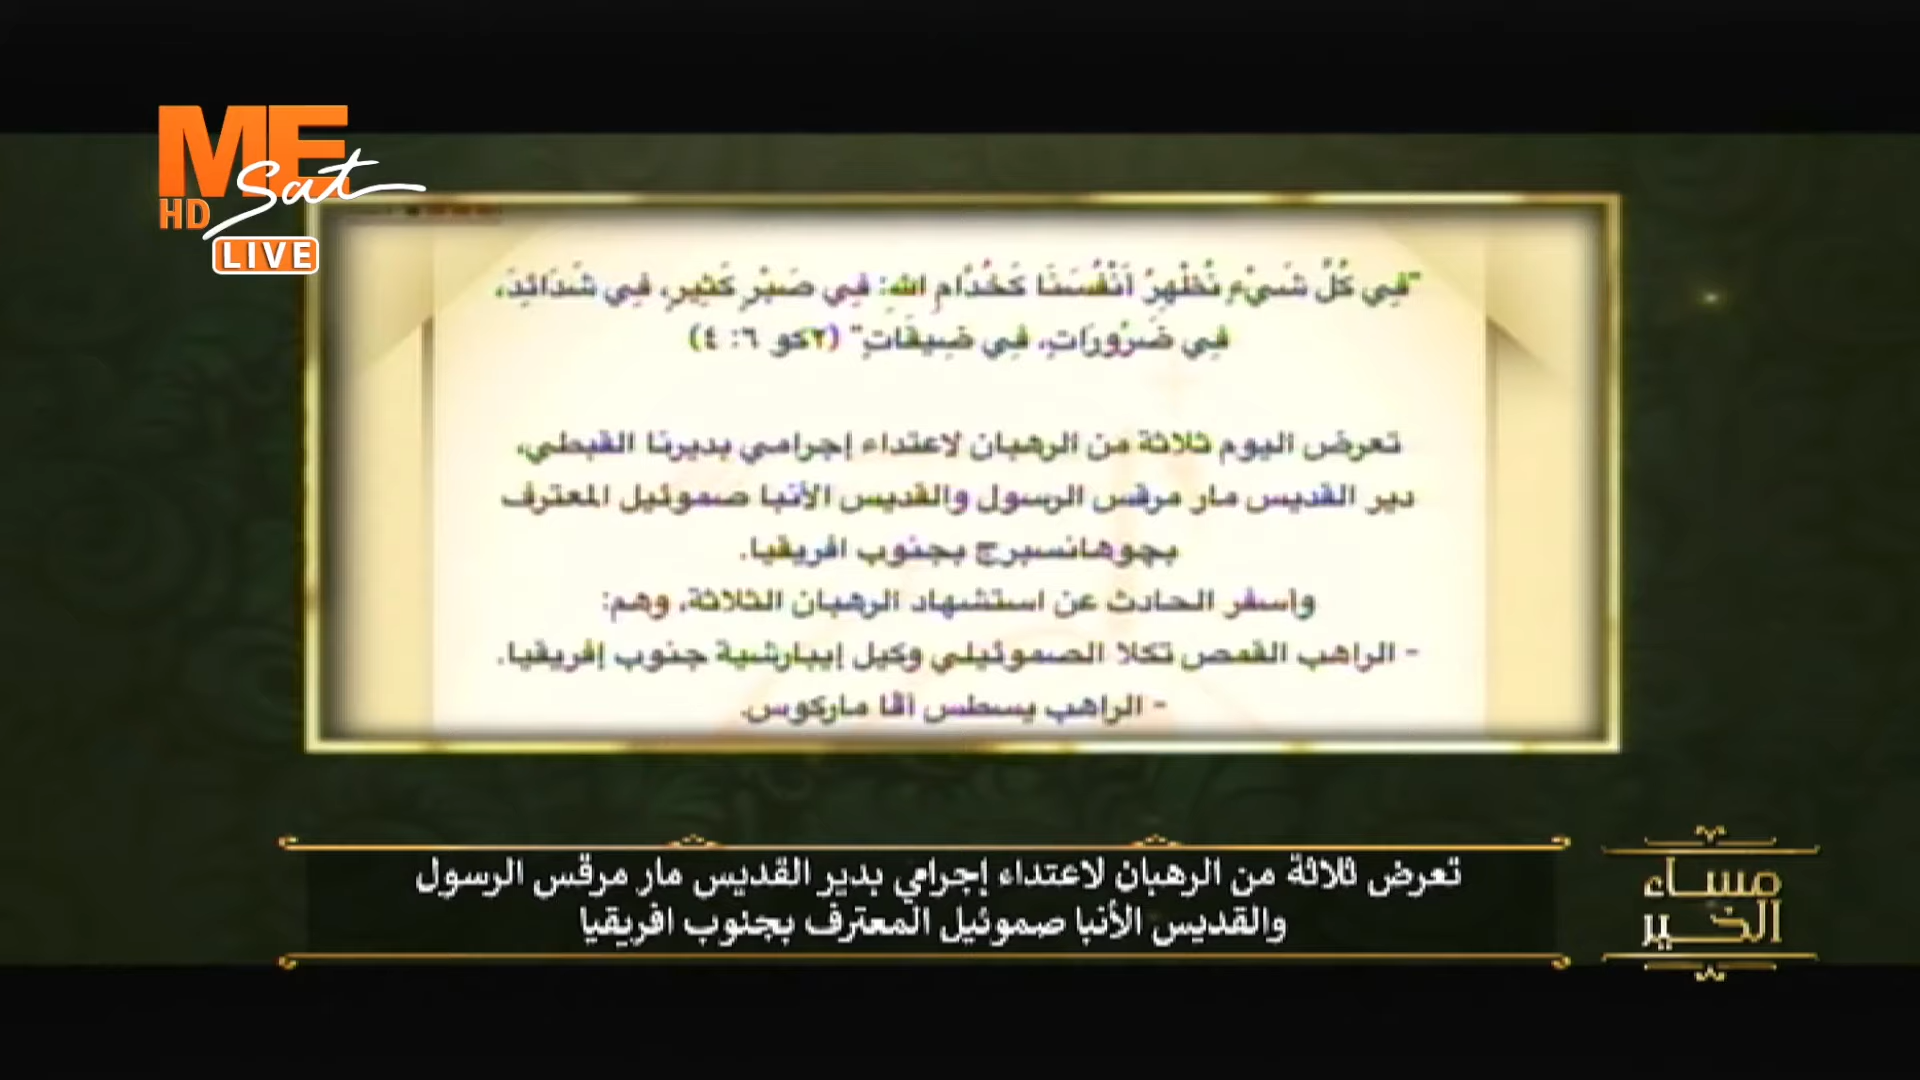 ME
Sat
HD
LIVE
"فِي كُلِّ شَيْءٍ نُظْهِرُ أَنْفُسَنَا كَخُدَّامِ اللهِ: فِي صَبْرٍ كَثِيرٍ، فِي شَدَائِدَ،
فِي ضَرُورَاتٍ، فِي ضِيقَاتٍ" (٢كو ٦: ٤)
تعرض اليوم ثلاثة من الرهبان لاعتداء إجرامي بديرنا القبطي،
دير القديس مار مرقس الرسول والقديس الأنبا صموئيل المعترف
بچوهانسبرج بجنوب افريقيا.
وأسفر الحادث عن استشهاد الرهبان الثلاثة، وهم:
- الراهب القمص تكلا الصموئيلي وكيل إيبارشية جنوب إفريقيا.
- الراهب يسطس آڤا ماركوس.
تعرض ثلاثة من الرهبان لاعتداء إجرامي بدير القديس مار مرقس الرسول
والقديس الأنبا صموئيل المعترف بجنوب افريقيا
مساء
الخير